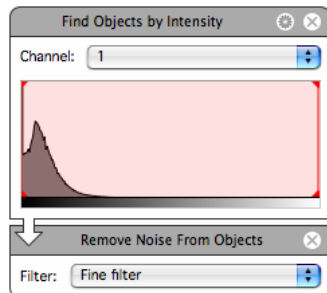 Find Objects by Intensity
Channel: 1
Remove Noise From Objects
Filter: Fine filter